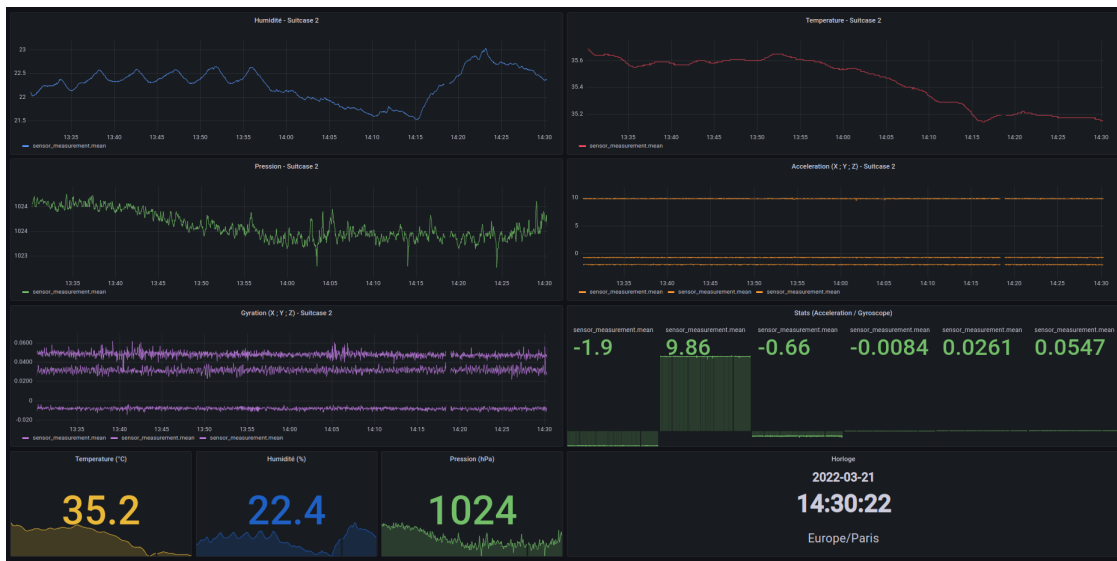 Humidité - Suitcase 2
23
22.5
22
21.5
13:35 13:40 13:45 13:50 13:55 14:00 14:05 14:10 14:15 14:20 14:25 14:30
sensor_measurement.mean
Temperature - Suitcase 2
35.6
35.4
35.2
13:35 13:40 13:45 13:50 13:55 14:00 14:05 14:10 14:15 14:20 14:25 14:30
sensor_measurement.mean
Pression - Suitcase 2
1024
1024
1023
13:35 13:40 13:45 13:50 13:55 14:00 14:05 14:10 14:15 14:20 14:25 14:30
sensor_measurement.mean
Acceleration (X ; Y ; Z) - Suitcase 2
10
5
0
13:35 13:40 13:45 13:50 13:55 14:00 14:05 14:10 14:15 14:20 14:25 14:30
sensor_measurement.mean sensor_measurement.mean sensor_measurement.mean
Gyration (X ; Y ; Z) - Suitcase 2
0.0600
0.0400
0.0200
0
-0.020
13:35 13:40 13:45 13:50 13:55 14:00 14:05 14:10 14:15 14:20 14:25 14:30
sensor_measurement.mean sensor_measurement.mean sensor_measurement.mean
Stats (Acceleration / Gyroscope)
sensor_measurement.mean sensor_measurement.mean sensor_measurement.mean sensor_measurement.mean sensor_measurement.mean sensor_measurement.mean
-1.9 9.86 -0.66 -0.0084 0.0261 0.0547
Temperature (°C)
35.2
Humidité (%)
22.4
Pression (hPa)
1024
Horloge
2022-03-21
14:30:22
Europe/Paris